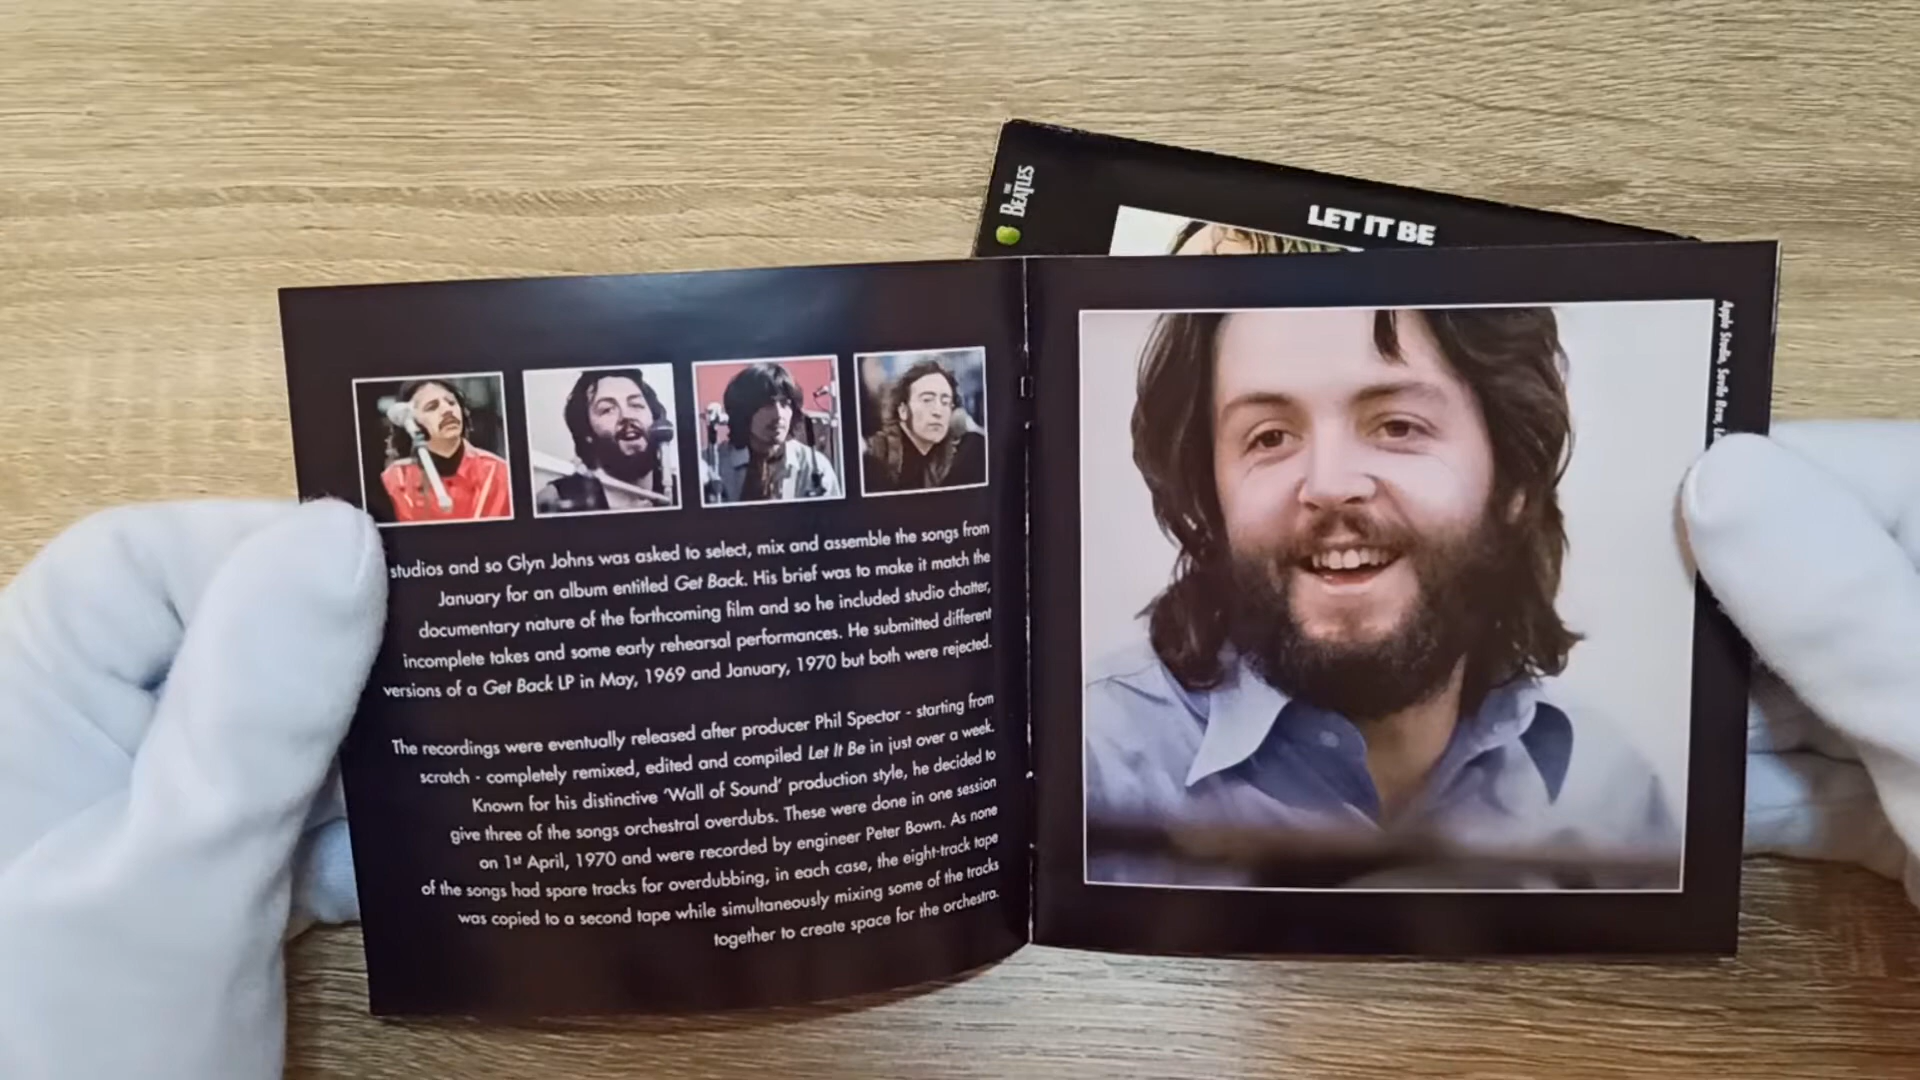 THE
BEATLES
LET IT BE
studios and so Glyn Johns was asked to select, mix and assemble the songs from
January for an album entitled Get Back. His brief was to make it match the
documentary nature of the forthcoming film and so he included studio chatter,
incomplete takes and some early rehearsal performances. He submitted different
versions of a Get Back LP in May, 1969 and January, 1970 but both were rejected.
The recordings were eventually released after producer Phil Spector - starting from
scratch - completely remixed, edited and compiled Let It Be in just over a week.
Known for his distinctive ‘Wall of Sound’ production style, he decided to
give three of the songs orchestral overdubs. These were done in one session
on 1st April, 1970 and were recorded by engineer Peter Bown. As none
of the songs had spare tracks for overdubbing, in each case, the eight-track tape
was copied to a second tape while simultaneously mixing some of the tracks
together to create space for the orchestra.
Apple Studio, Savile Row,